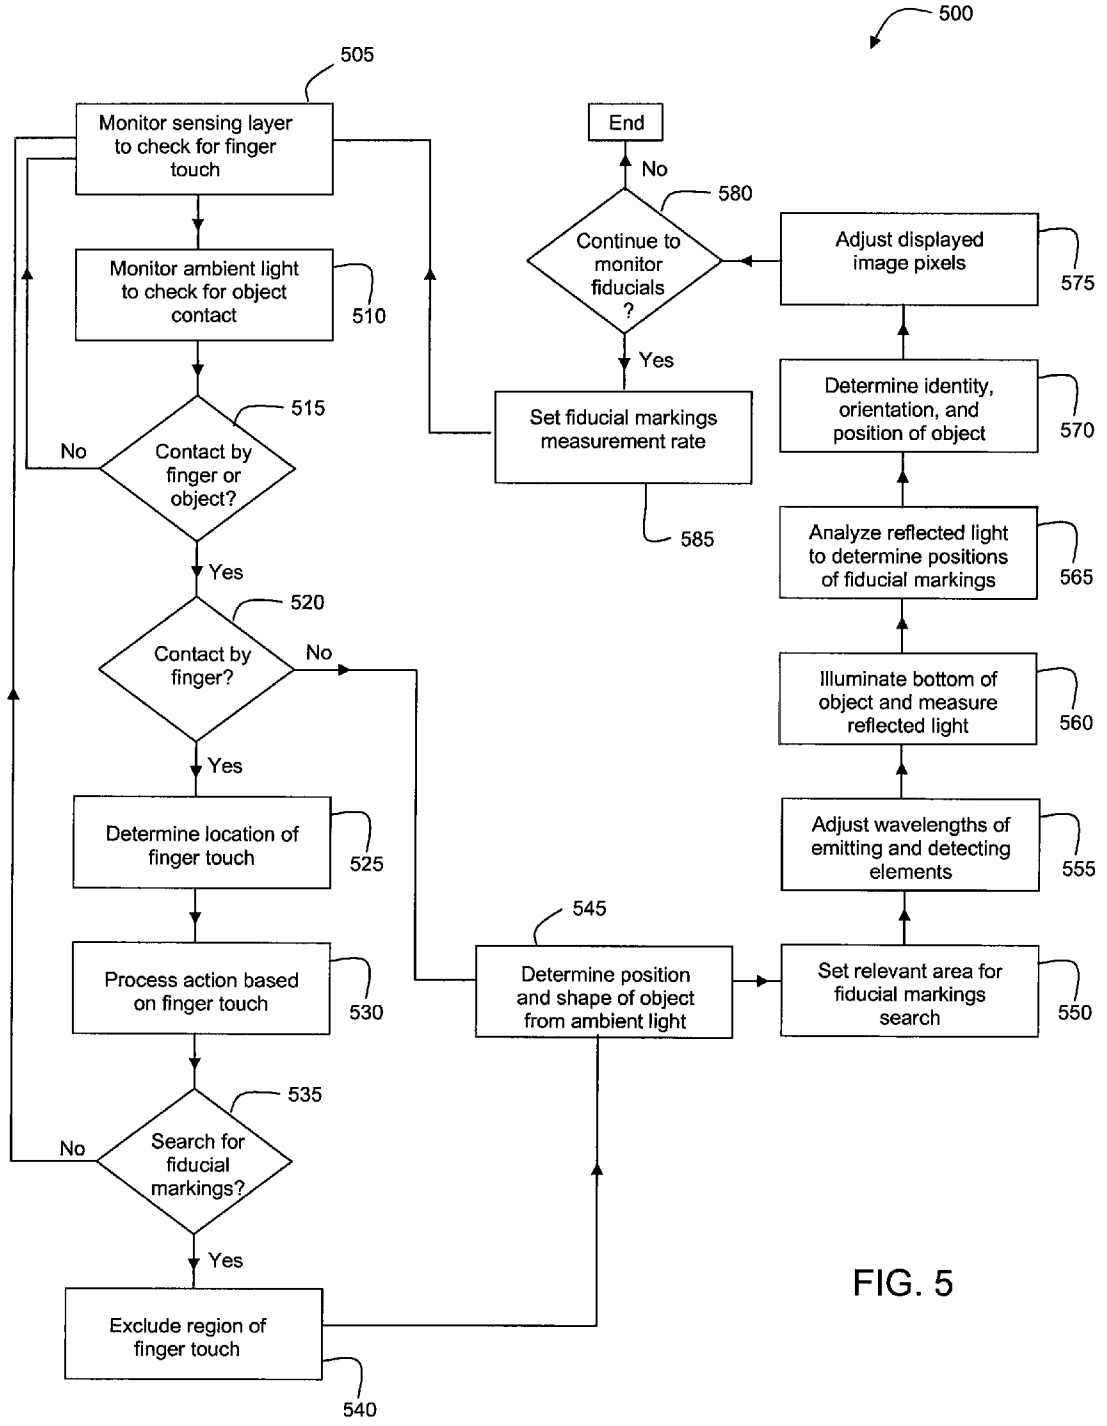 500
505
Monitor sensing layer
to check for finger
touch
Monitor ambient light
to check for object
contact
510
515
Contact by
finger or
object?
No
Yes
520
Contact by
finger?
No
Yes
Determine location of
finger touch
525
Process action based
on finger touch
530
535
Search for
fiducial
markings?
No
Yes
Exclude region of
finger touch
540
545
Determine position
and shape of object
from ambient light
Set relevant area for
fiducial markings
search
550
Adjust wavelengths of
emitting and detecting
elements
555
Illuminate bottom of
object and measure
reflected light
560
Analyze reflected light
to determine positions
of fiducial markings
565
Determine identity,
orientation, and
position of object
570
Adjust displayed
image pixels
575
580
Continue to
monitor
fiducials
?
No
End
Yes
Set fiducial markings
measurement rate
585
FIG. 5